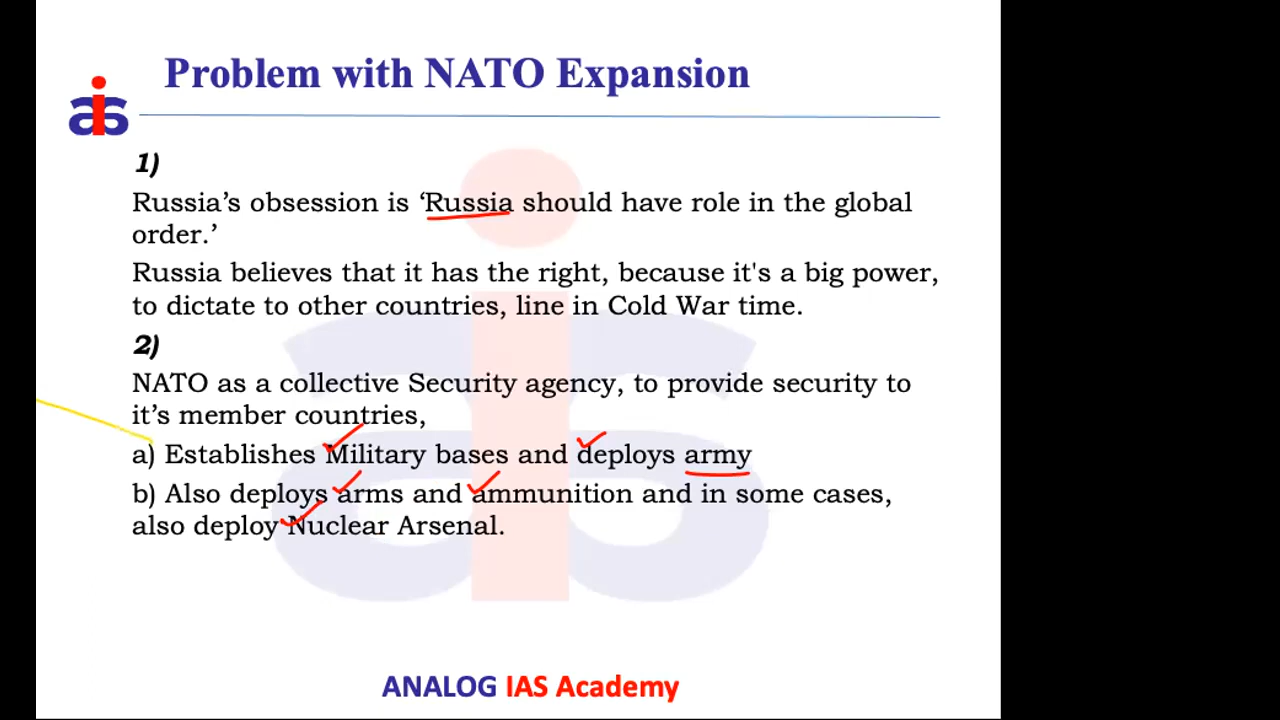 Problem with NATO Expansion
1)
Russia’s obsession is ‘Russia should have role in the global
order.’
Russia believes that it has the right, because it's a big power,
to dictate to other countries, line in Cold War time.
2)
NATO as a collective Security agency, to provide security to
it’s member countries,
a) Establishes Military bases and deploys army
b) Also deploys arms and ammunition and in some cases,
also deploy Nuclear Arsenal.
ANALOG IAS Academy